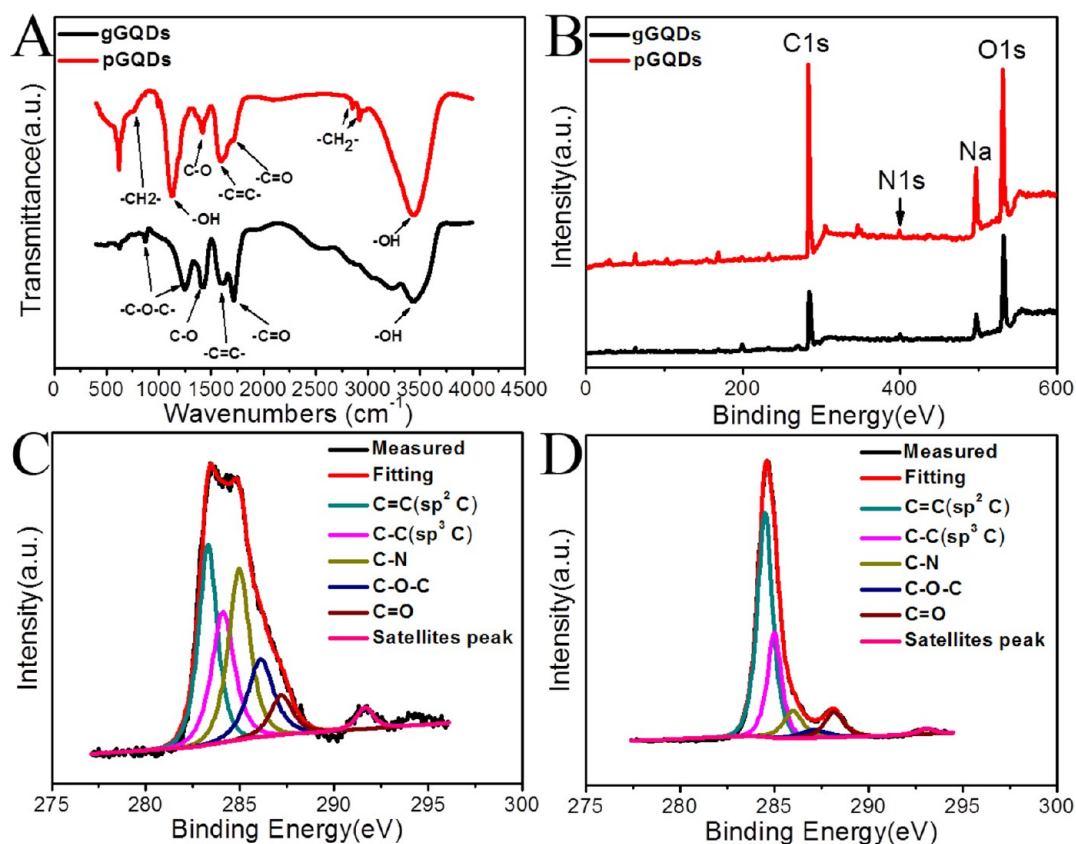 A
gGQDs
pGQDs
-CH2-
-OH
C-O
-C=C-
-C=O
-CH2-
-OH
-C-O-C-
C-O
-C=C-
-C=O
-OH
Transmittance(a.u.)
0 500 1000 1500 2000 2500 3000 3500 4000 4500
Wavenumbers (cm-1)
B
gGQDs
pGQDs
C1s
N1s
Na
O1s
Intensity(a.u.)
0 200 400 600
Binding Energy(eV)
C
Measured
Fitting
C=C(sp2 C)
C-C(sp3 C)
C-N
C-O-C
C=O
Satellites peak
Intensity(a.u.)
275 280 285 290 295 300
Binding Energy(eV)
D
Measured
Fitting
C=C(sp2 C)
C-C(sp3 C)
C-N
C-O-C
C=O
Satellites peak
Intensity(a.u.)
275 280 285 290 295 300
Binding Energy(eV)